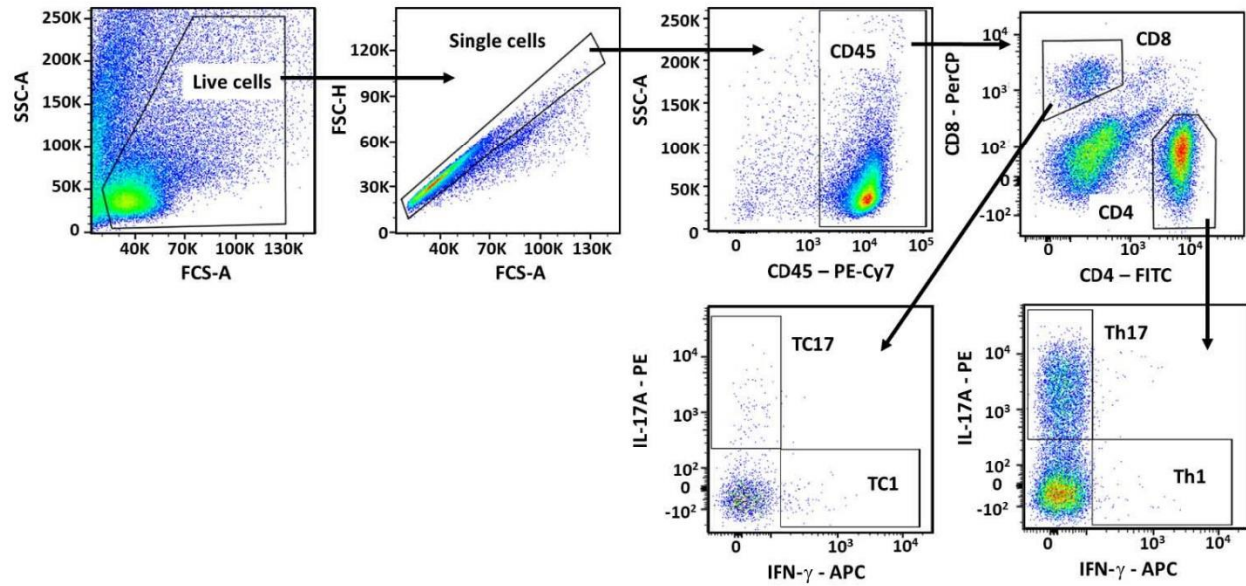 SSC-A
250K
200K
150K
100K
50K
0
Live cells
40K 70K 100K 130K
FCS-A
FSC-H
120K
90K
60K
30K
0
Single cells
40K 70K 100K 130K
FCS-A
SSC-A
250K
200K
150K
100K
50K
0
CD45
0 10³ 10⁴ 10⁵
CD45 – PE-Cy7
CD8 - PerCP
10⁴
10³
10²
0
-10²
CD8
CD4
0 10³ 10⁴
CD4 – FITC
IL-17A - PE
10⁴
10³
10²
0
-10²
TC17
TC1
0 10³ 10⁴
IFN-γ - APC
IL-17A - PE
10⁴
10³
10²
0
-10²
Th17
Th1
0 10³ 10⁴
IFN-γ - APC